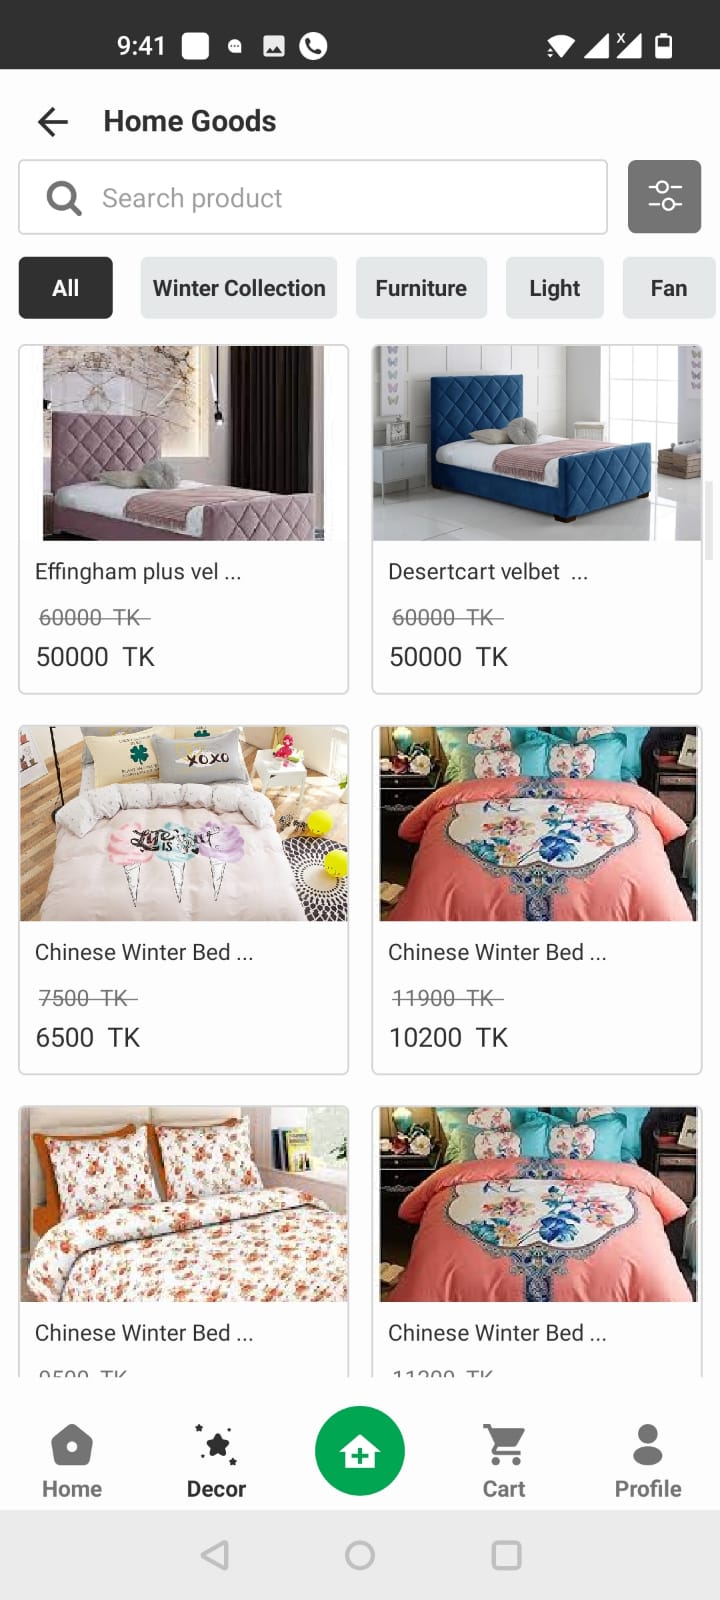 9:41
Home Goods
Search product
All Winter Collection Furniture Light Fan
Effingham plus vel ...
60000 TK
50000 TK
Desertcart velbet ...
60000 TK
50000 TK
XOXO
Life is
Chinese Winter Bed ...
7500 TK
6500 TK
Chinese Winter Bed ...
11900 TK
10200 TK
Chinese Winter Bed ...
Chinese Winter Bed ...
Home Decor Cart Profile